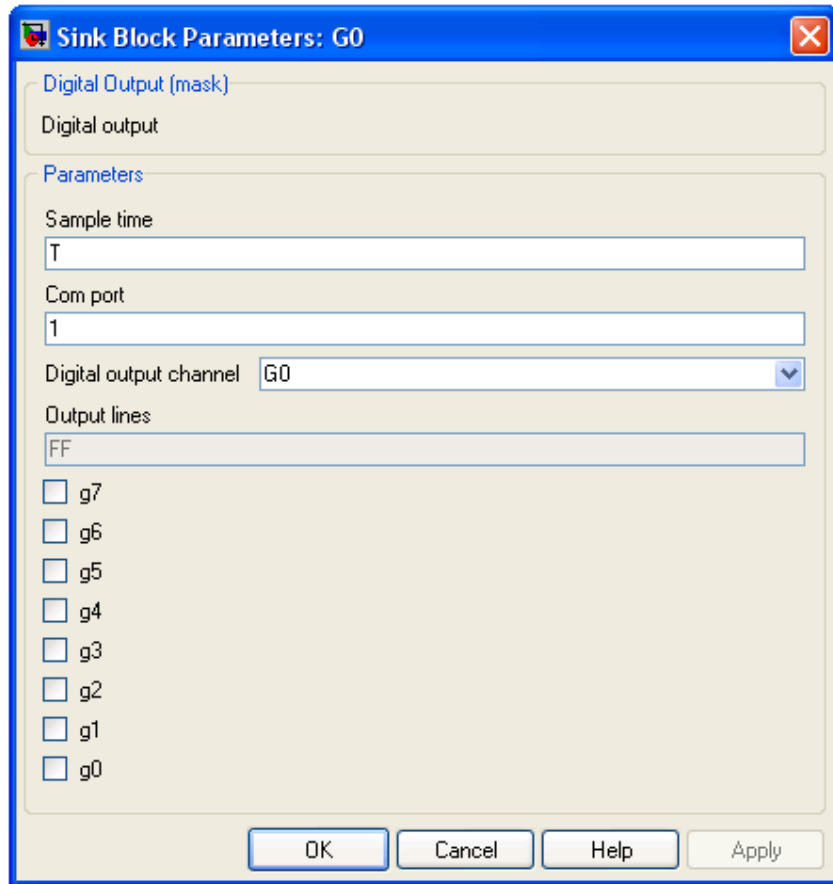 Sink Block Parameters: G0
Digital Output (mask)
Digital output
Parameters
Sample time
T
Com port
1
Digital output channel G0
Output lines
FF
g7
g6
g5
g4
g3
g2
g1
g0
OK Cancel Help Apply